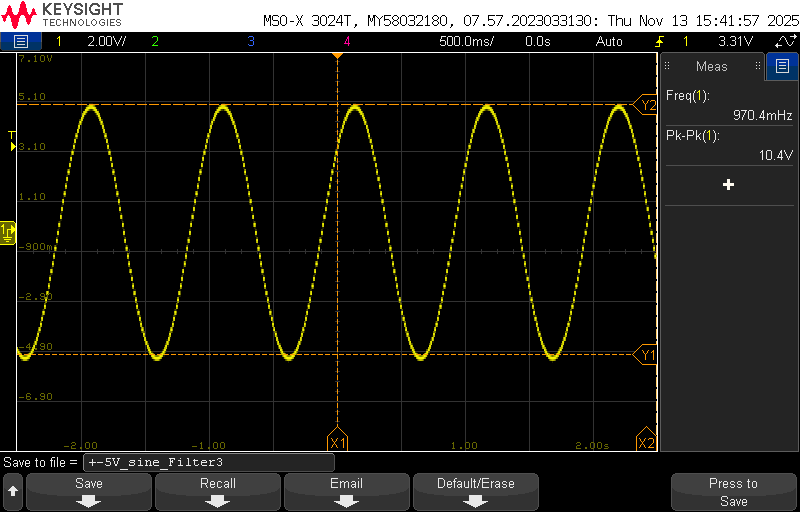 KEYSIGHT
TECHNOLOGIES
MSO-X 3024T, MY58032180, 07.57.2023033130: Thu Nov 13 15:41:57 2025
1 2.00V/ 2 3 4 500.0ms/ 0.0s Auto 1 3.31V
7.10V
Meas
5.10
Y2
Freq(1):
970.4mHz
T
Pk-Pk(1):
3.10
10.4V
+
1.10
1
-900m
-2.90
-4.90
Y1
-6.90
-2.00 -1.00 X1 1.00 2.00s X2
Save to file = +-5V_sine_Filter3
Save Recall Email Default/Erase Press to
Save